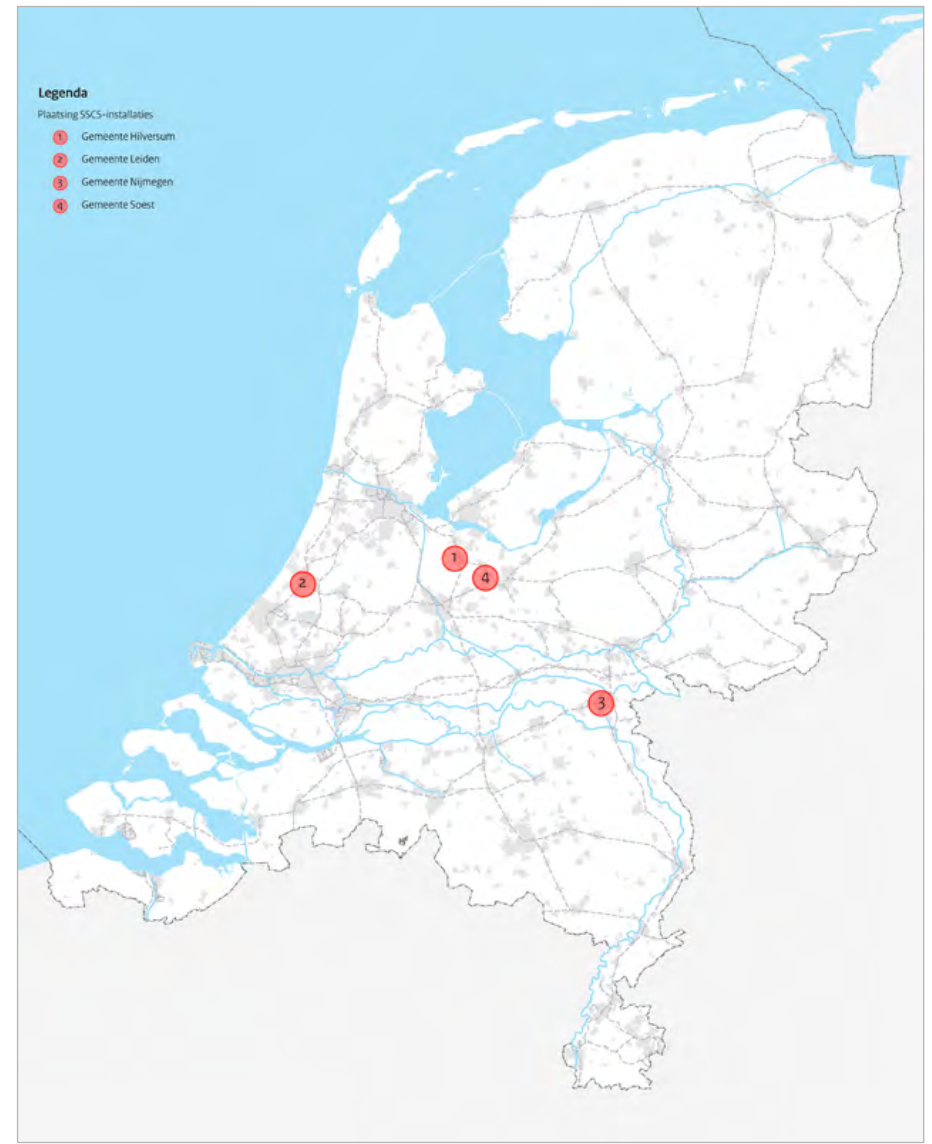 Legenda
Plaatsing SSCS-installaties
1 Gemeente Hilversum
2 Gemeente Leiden
3 Gemeente Nijmegen
4 Gemeente Soest
1
4
2
3